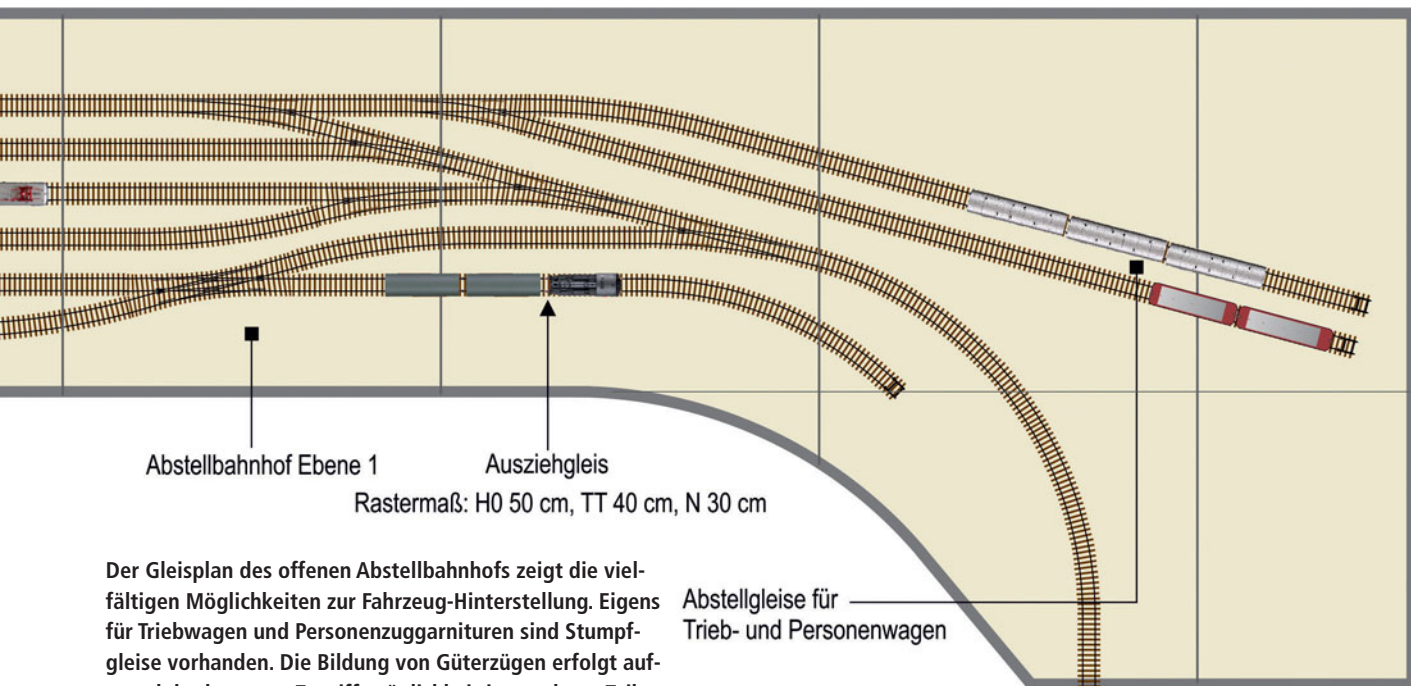 Abstellbahnhof Ebene 1
Ausziehgleis
Rastermaß: H0 50 cm, TT 40 cm, N 30 cm
Abstellgleise für
Trieb- und Personenwagen
Der Gleisplan des offenen Abstellbahnhofs zeigt die viel-
fältigen Möglichkeiten zur Fahrzeug-Hinterstellung. Eigens
für Triebwagen und Personenzuggarnituren sind Stumpf-
gleise vorhanden. Die Bildung von Güterzügen erfolgt auf-